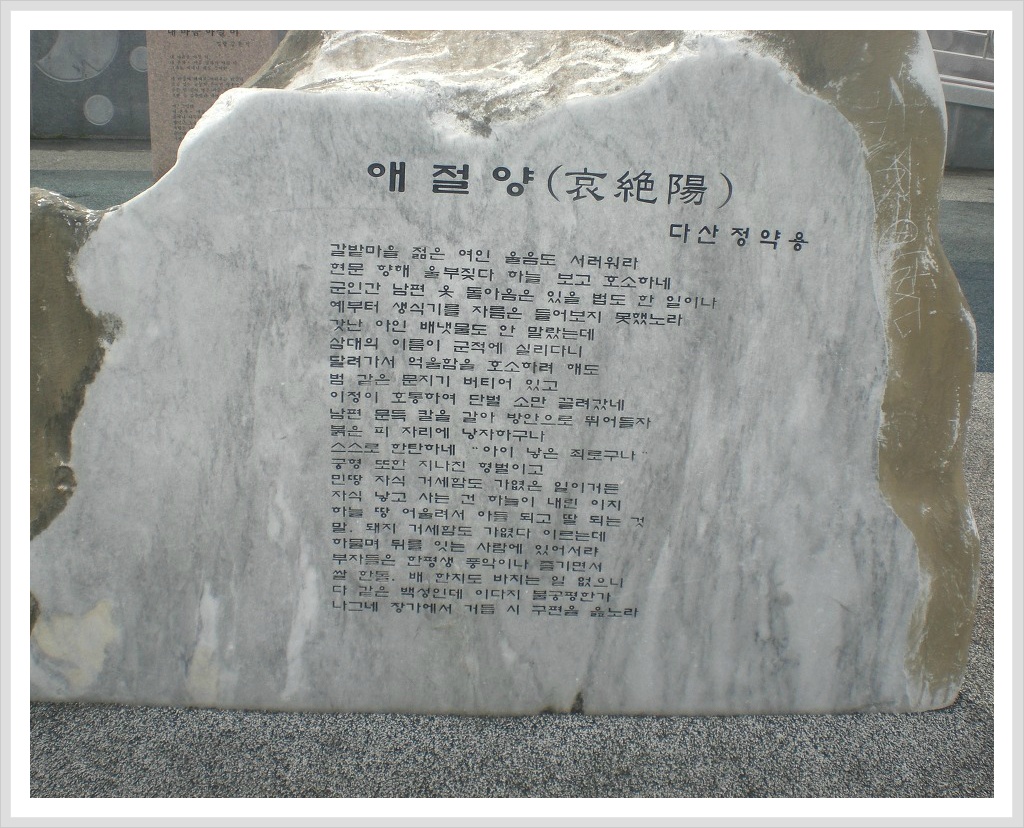 애절양(哀絶陽)
다산 정약용
갈밭마을 젊은 여인 울음도 서러워라
현문 향해 울부짖다 하늘 보고 호소하네
군인간 남편 못 돌아옴은 있을 법도 한 일이나
예부터 생식기를 자름은 들어보지 못했노라
갓난 아인 배냇물도 안 말랐는데
삼대의 이름이 군적에 실리다니
달려가서 억울함을 호소하려 해도
범 같은 문지기 버티어 있고
이정이 호통하여 단벌 소만 끌려갔네
남편 문득 칼을 갈아 방안으로 뛰어들자
붉은 피 자리에 낭자하구나
스스로 한탄하네 "아이 낳은 죄로구나"
궁형 또한 지나진 형벌이고
민땅 자식 거세함도 가엾은 일이거든
자식 낳고 사는 건 하늘이 내린 이치
하늘 땅 어울려서 아들 되고 딸 되는 것
말, 돼지 거세함도 가엾다 이르는데
하물며 뒤를 잇는 사람에 있어서랴
부자들은 한평생 풍악이나 즐기면서
쌀 한톨, 베 한치도 바치는 일 없으니
다 같은 백성인데 이다지 불공평한가
나그네 창가에서 거듭 시 구편을 읊노라